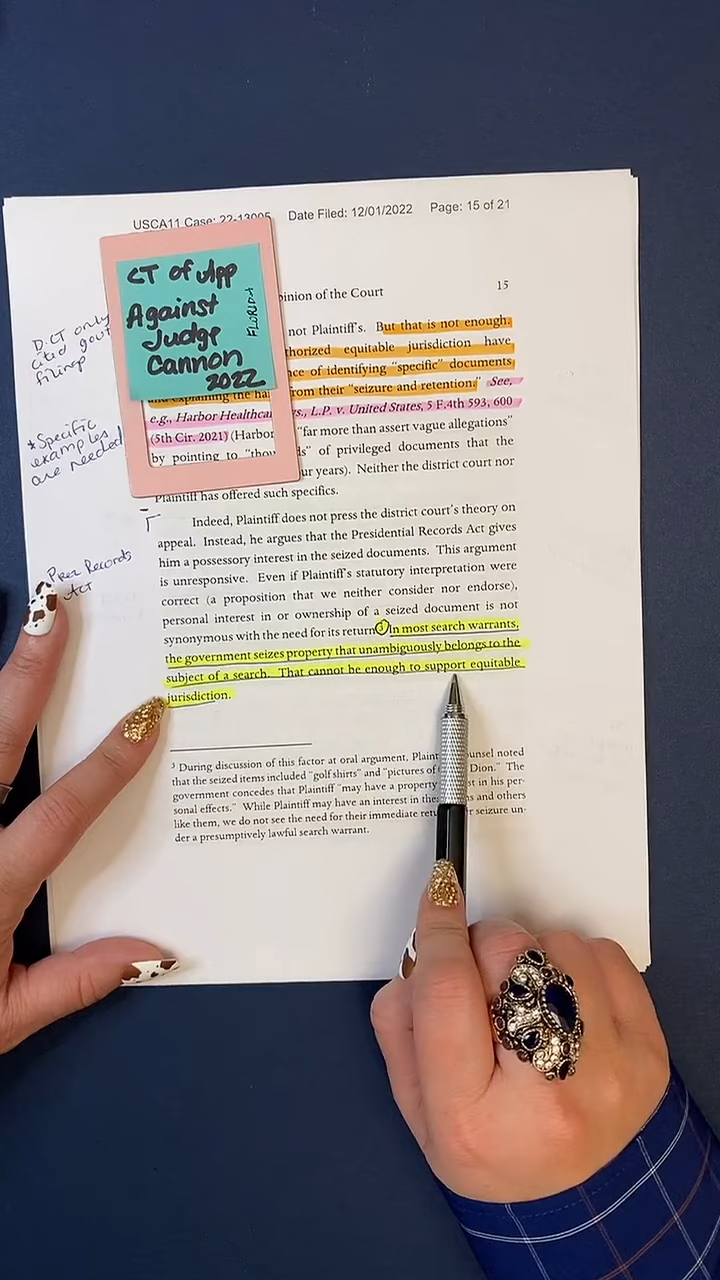 USCA11 Case: 22-13005 Date Filed: 12/01/2022 Page: 15 of 21
CT of App
Against
Judge
Cannon
2022
FLORIDA
D.CT only
cited gov't
filings
*Specific
examples
are needed
Prez Records
Act
Opinion of the Court 15
not Plaintiff's. But that is not enough.
equitable jurisdiction have
of identifying "specific" documents
and explaining the from their "seizure and retention." See,
e.g., Harbor L.P. v. United States, 5 F.4th 593, 600
(5th Cir. 2021) (Harbor "far more than assert vague allegations"
by pointing to of privileged documents that the
years). Neither the district court nor
Plaintiff has offered such specifics.
Indeed, Plaintiff does not press the district court's theory on
appeal. Instead, he argues that the Presidential Records Act gives
him a possessory interest in the seized documents. This argument
is unresponsive. Even if Plaintiff's statutory interpretation were
correct (a proposition that we neither consider nor endorse),
personal interest in or ownership of a seized document is not
synonymous with the need for its return.3 In most search warrants,
the government seizes property that unambiguously belongs to the
subject of a search. That cannot be enough to support equitable
jurisdiction.
3 During discussion of this factor at oral argument, noted
that the seized items included "golf shirts" and "pictures of Dion." The
government concedes that Plaintiff "may have a property in his per-
sonal effects." While Plaintiff may have an interest in and others
like them, we do not see the need for their immediate seizure un-
der a presumptively lawful search warrant.